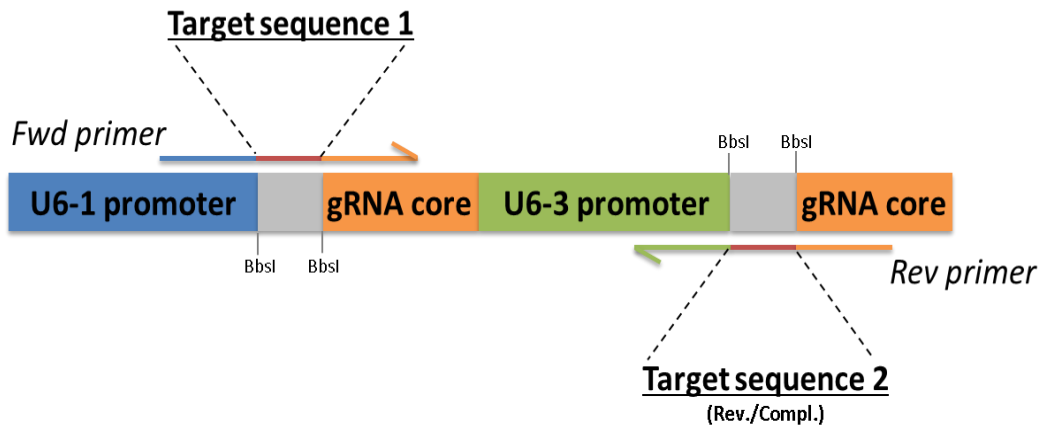 Target sequence 1
Fwd primer
BbsI BbsI
U6-1 promoter gRNA core U6-3 promoter gRNA core
BbsI BbsI
Rev primer
Target sequence 2
(Rev./Compl.)